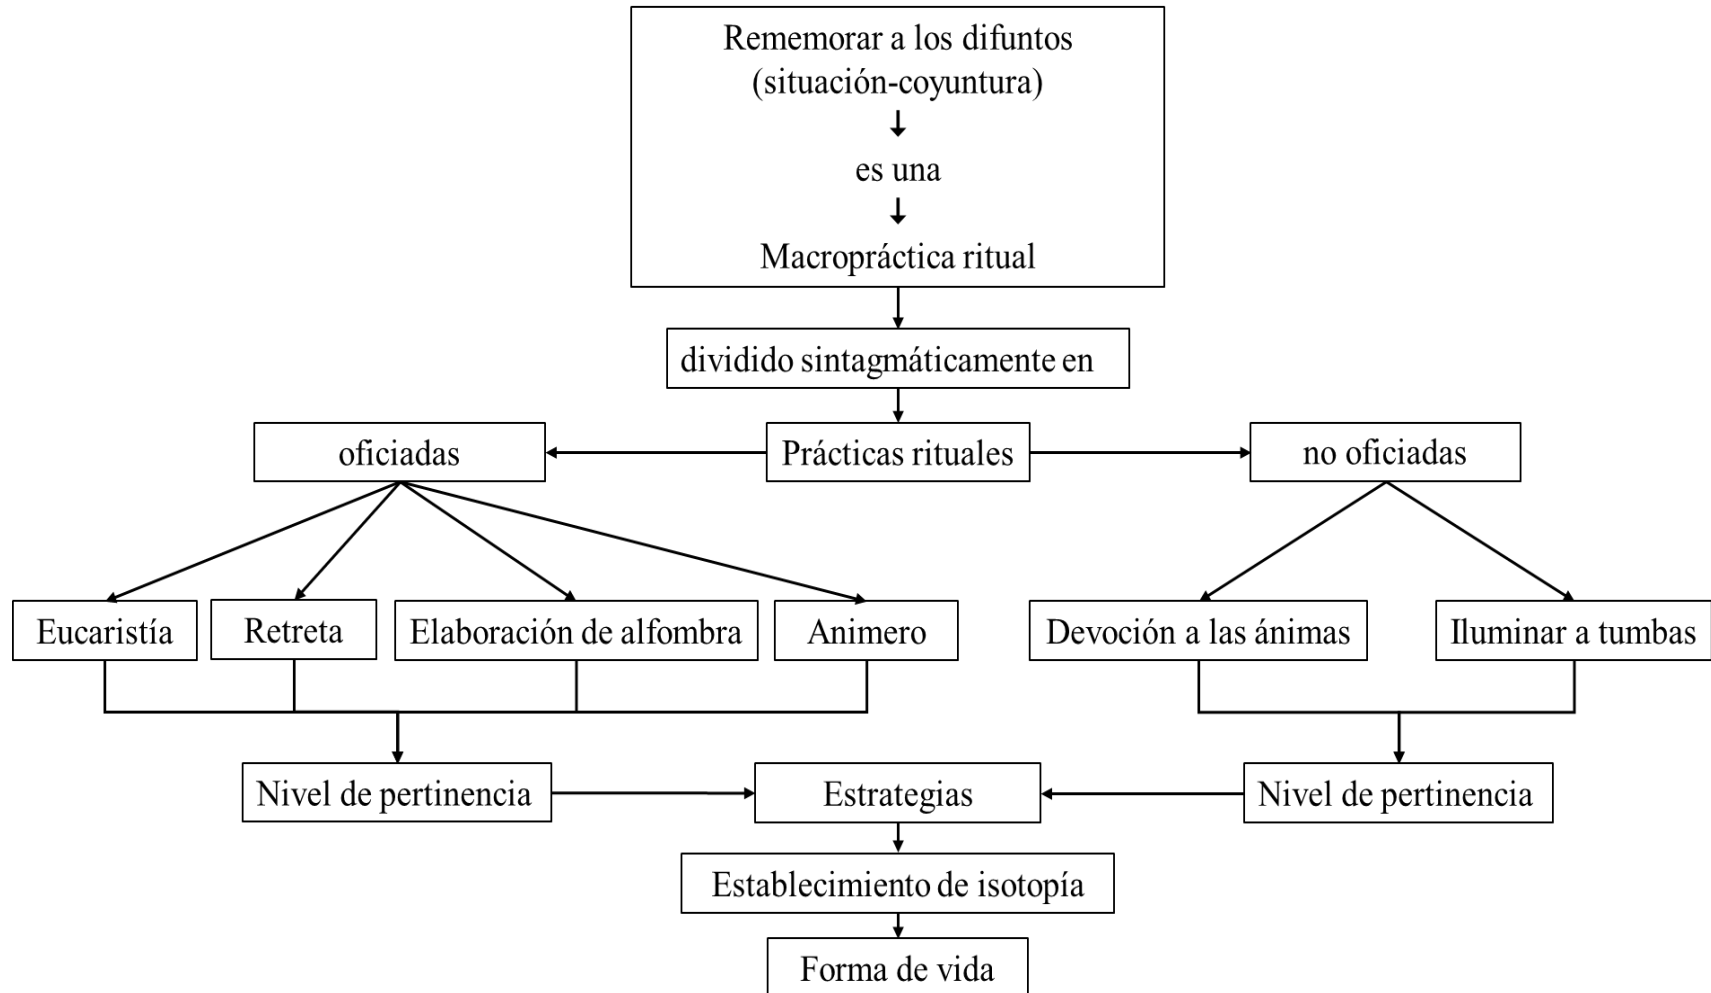 Rememorar a los difuntos
(situación-coyuntura)
es una
Macropráctica ritual
dividido sintagmáticamente en
oficiadas
Prácticas rituales
no oficiadas
Eucaristía
Retreta
Elaboración de alfombra
Animero
Devoción a las ánimas
Iluminar a tumbas
Nivel de pertinencia
Estrategias
Nivel de pertinencia
Establecimiento de isotopía
Forma de vida